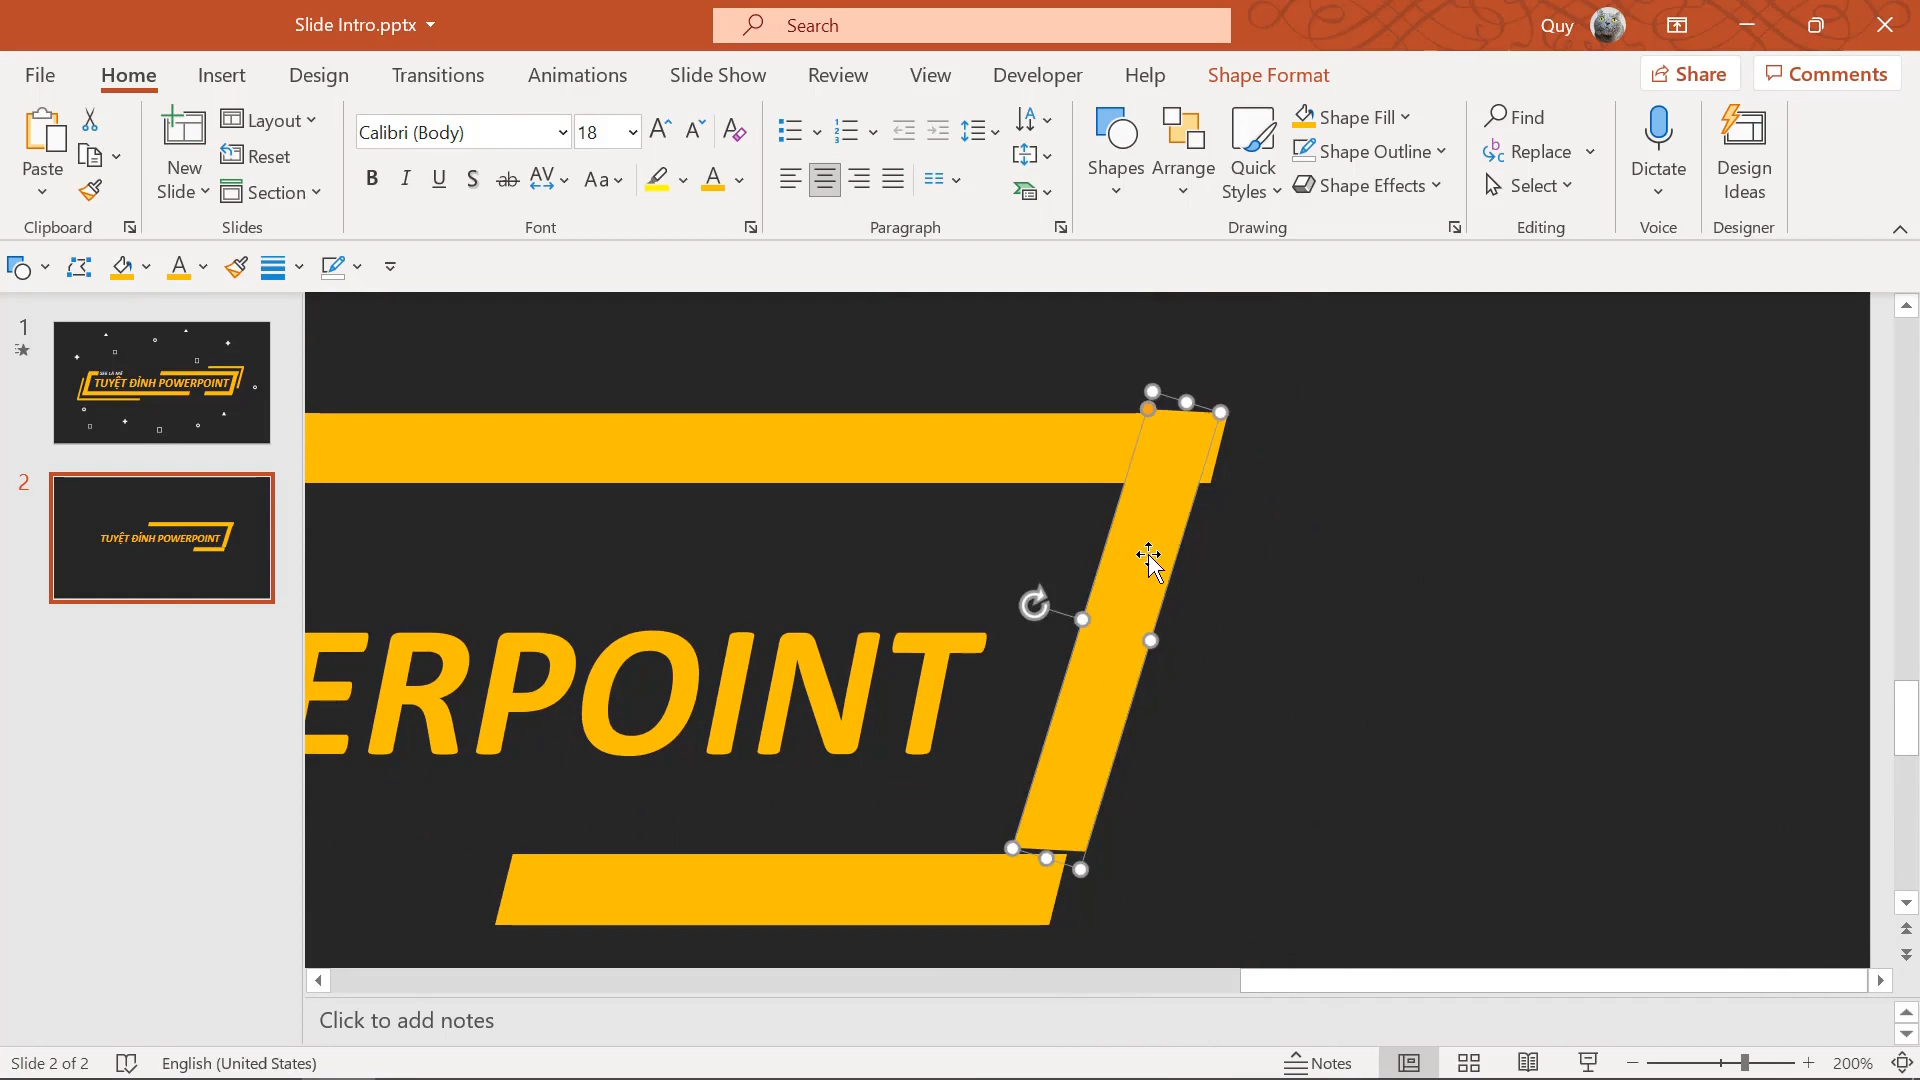 Slide Intro.pptx
Search
Quy
File Home Insert Design Transitions Animations Slide Show Review View Developer Help Shape Format
Share
Comments
Paste
New Slide
Layout
Reset
Section
Calibri (Body)
18
Shapes
Arrange
Quick Styles
Shape Fill
Shape Outline
Shape Effects
Find
Replace
Select
Dictate
Design Ideas
Clipboard
Slides
Font
Paragraph
Drawing
Editing
Voice
Designer
1
TUYỆT ĐỈNH POWERPOINT
2
TUYỆT ĐỈNH POWERPOINT
ERPOINT
Click to add notes
Slide 2 of 2
English (United States)
Notes
200%